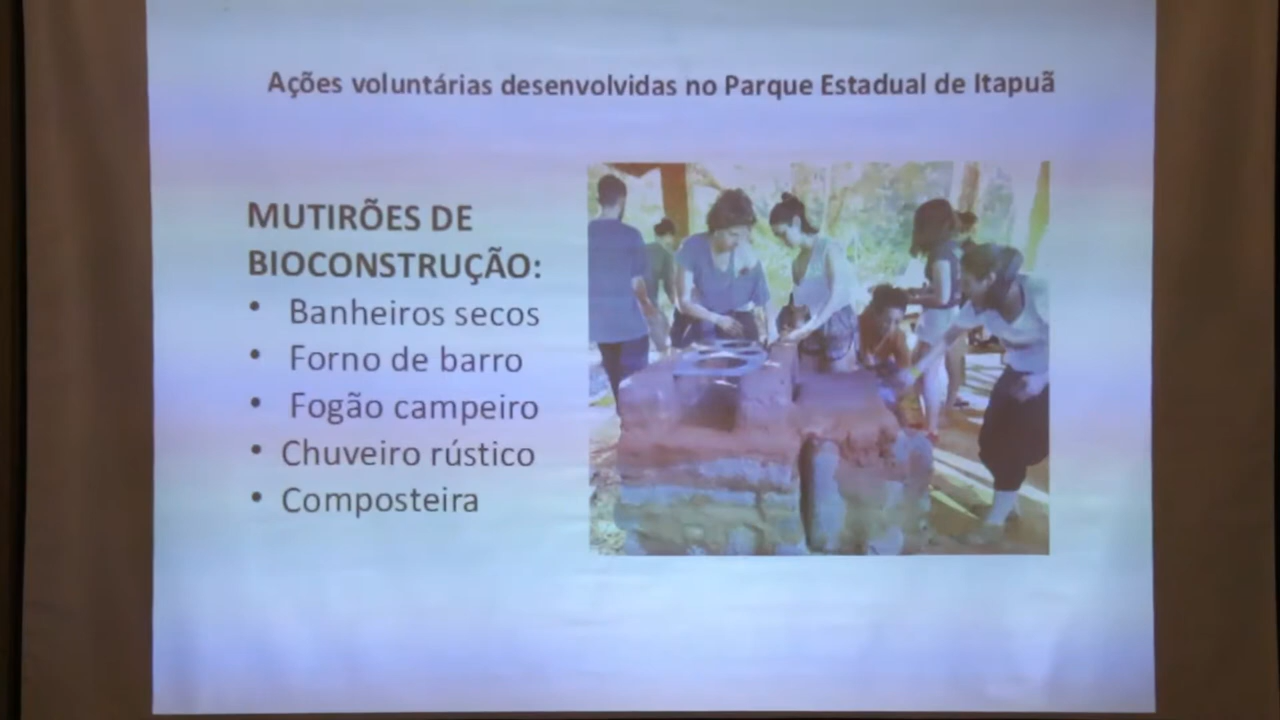 Ações voluntárias desenvolvidas no Parque Estadual de Itapuã
MUTIRÕES DE
BIOCONSTRUÇÃO:
• Banheiros secos
• Forno de barro
• Fogão campeiro
• Chuveiro rústico
• Composteira